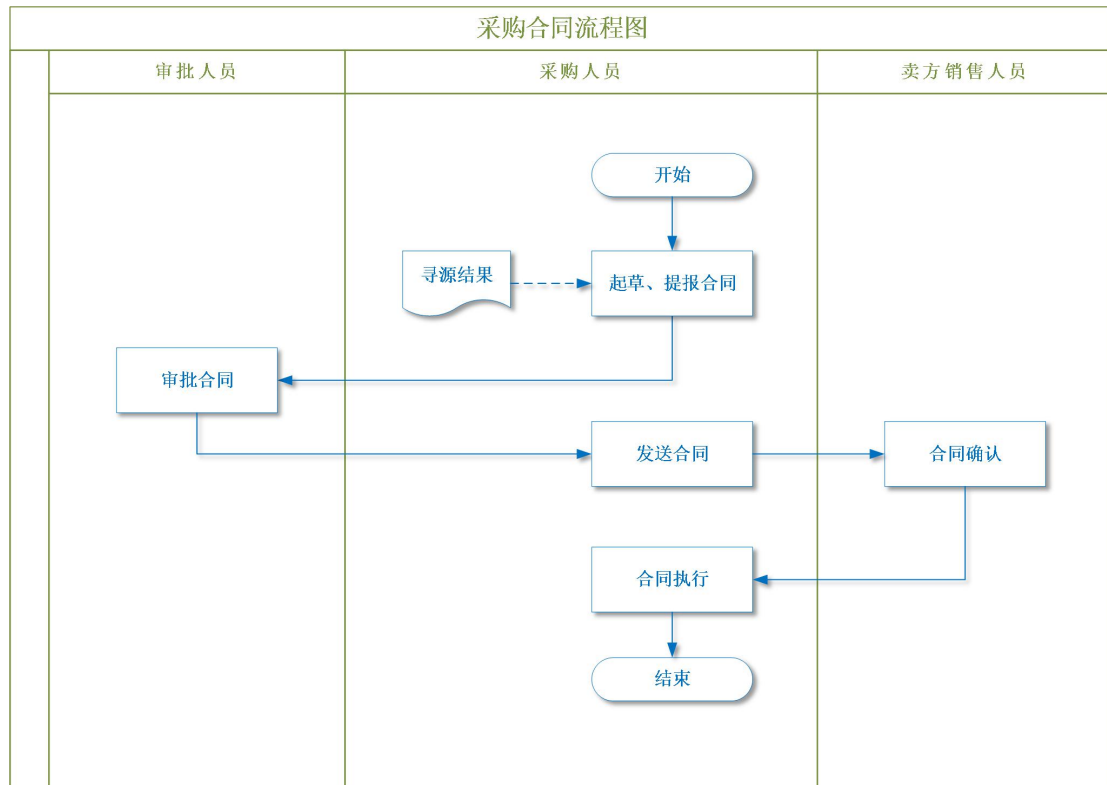 采购合同流程图
审批人员
采购人员
卖方销售人员
开始
寻源结果
起草、提报合同
审批合同
发送合同
合同确认
合同执行
结束